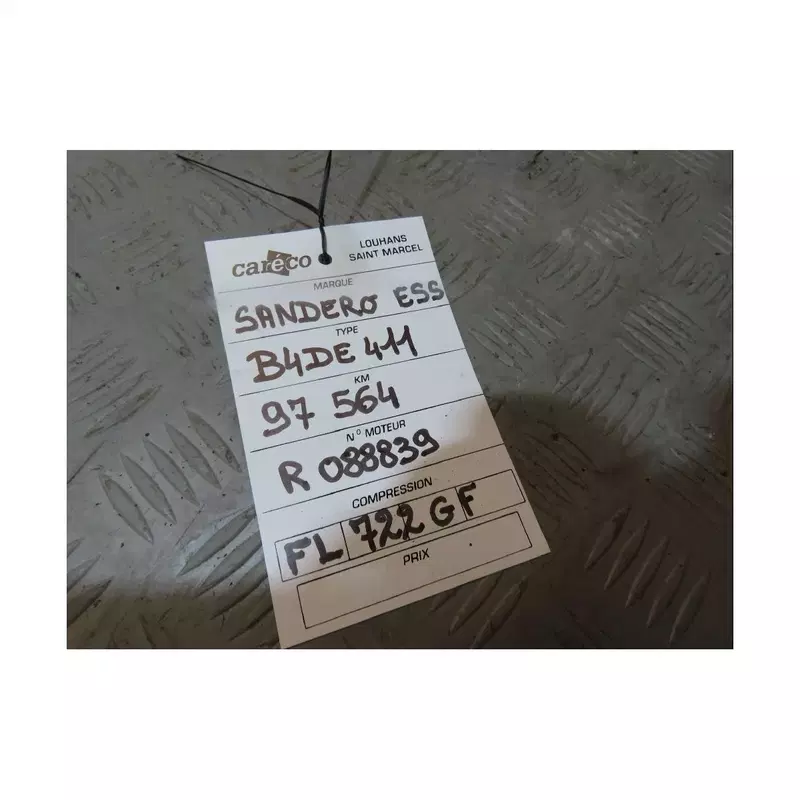 caréco
LOUHANS
SAINT MARCEL
MARQUE
SANDERO ESS
TYPE
B4DE 411
KM
97 564
N° MOTEUR
R 088839
COMPRESSION
FL 722 GF
PRIX